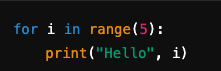 for i in range(5):
    print("Hello", i)